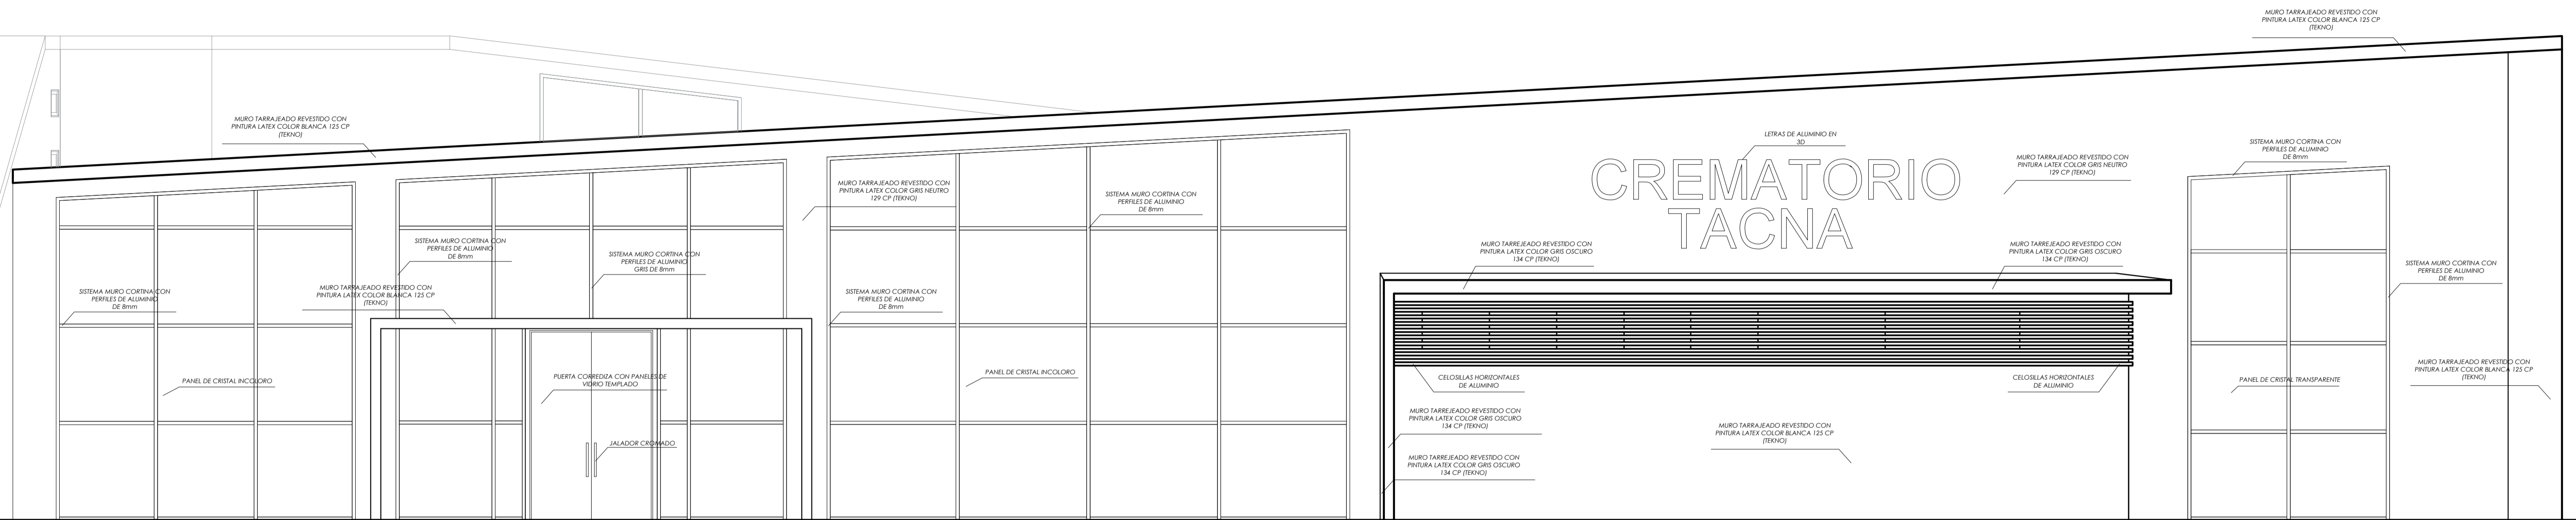 MURO TARRAJEADO REVESTIDO CON
PINTURA LATEX COLOR BLANCA 125 CP
(TEKNO)
MURO TARRAJEADO REVESTIDO CON
PINTURA LATEX COLOR BLANCA 125 CP
(TEKNO)
LETRAS DE ALUMINIO EN
3D
CREMATORIO
TACNA
SISTEMA MURO CORTINA CON
PERFILES DE ALUMINIO
DE 8mm
MURO TARRAJEADO REVESTIDO CON
PINTURA LATEX COLOR GRIS NEUTRO
129 CP (TEKNO)
MURO TARRAJEADO REVESTIDO CON
PINTURA LATEX COLOR GRIS NEUTRO
129 CP (TEKNO)
SISTEMA MURO CORTINA CON
PERFILES DE ALUMINIO
DE 8mm
SISTEMA MURO CORTINA CON
PERFILES DE ALUMINIO
DE 8mm
SISTEMA MURO CORTINA CON
PERFILES DE ALUMINIO
GRIS DE 8mm
MURO TARREJEADO REVESTIDO CON
PINTURA LATEX COLOR GRIS OSCURO
134 CP (TEKNO)
MURO TARREJEADO REVESTIDO CON
PINTURA LATEX COLOR GRIS OSCURO
134 CP (TEKNO)
SISTEMA MURO CORTINA CON
PERFILES DE ALUMINIO
DE 8mm
SISTEMA MURO CORTINA CON
PERFILES DE ALUMINIO
DE 8mm
MURO TARRAJEADO REVESTIDO CON
PINTURA LATEX COLOR BLANCA 125 CP
(TEKNO)
SISTEMA MURO CORTINA CON
PERFILES DE ALUMINIO
DE 8mm
PANEL DE CRISTAL INCOLORO
PUERTA CORREDIZA CON PANELES DE
VIDRIO TEMPLADO
PANEL DE CRISTAL INCOLORO
CELOSILLAS HORIZONTALES
DE ALUMINIO
CELOSILLAS HORIZONTALES
DE ALUMINIO
PANEL DE CRISTAL TRANSPARENTE
MURO TARRAJEADO REVESTIDO CON
PINTURA LATEX COLOR BLANCA 125 CP
(TEKNO)
JALADOR CROMADO
MURO TARREJEADO REVESTIDO CON
PINTURA LATEX COLOR GRIS OSCURO
134 CP (TEKNO)
MURO TARRAJEADO REVESTIDO CON
PINTURA LATEX COLOR BLANCA 125 CP
(TEKNO)
MURO TARREJEADO REVESTIDO CON
PINTURA LATEX COLOR GRIS OSCURO
134 CP (TEKNO)